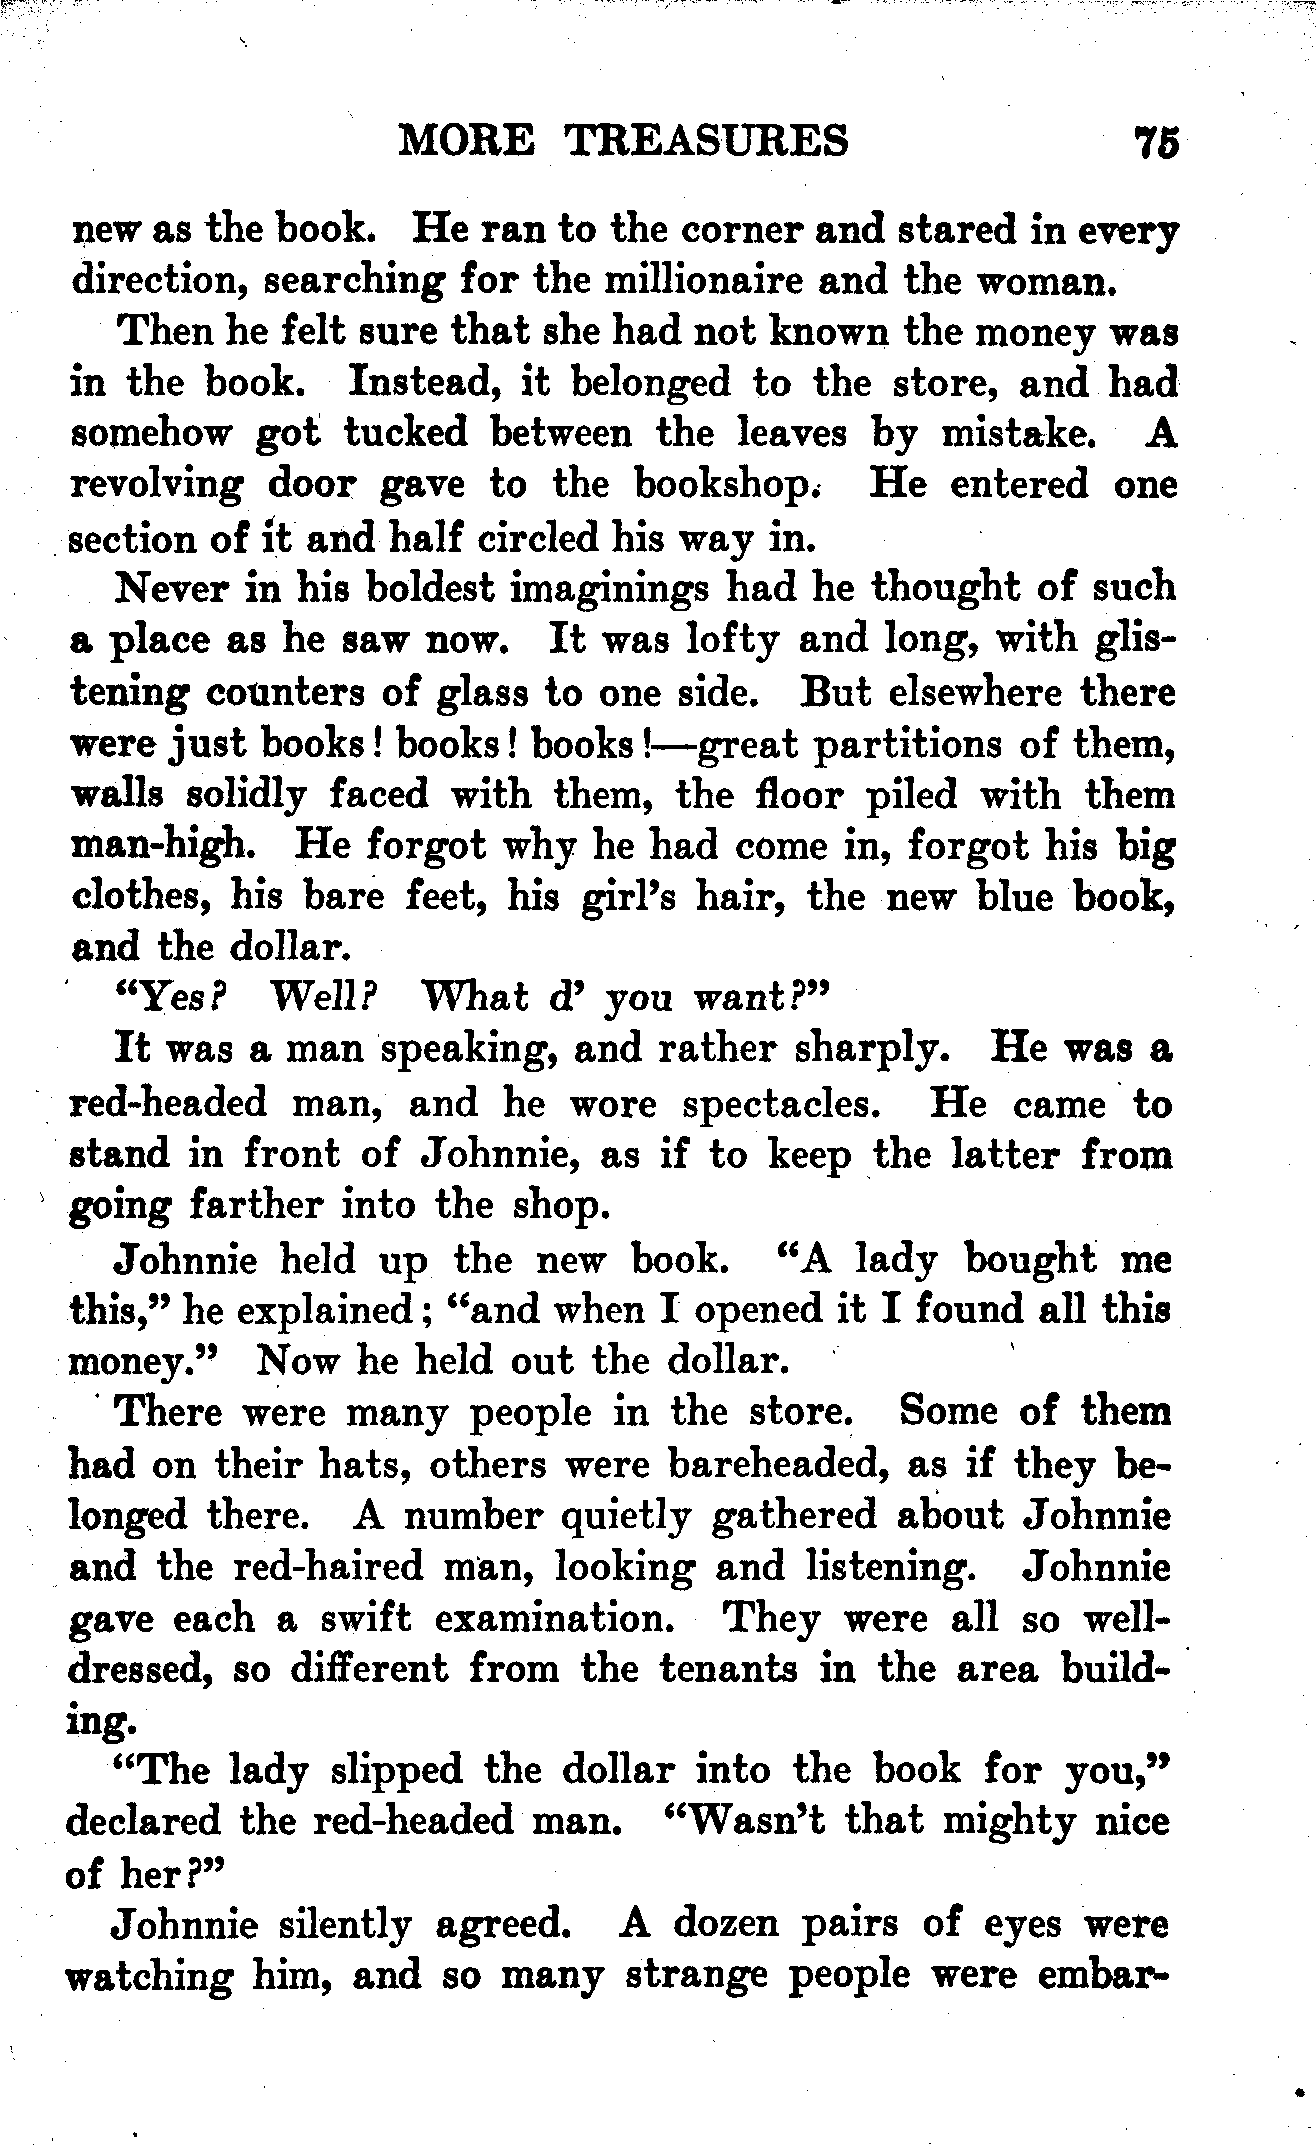 MORE TREASURES 75
new as the book. He ran to the corner and stared in every
direction, searching for the millionaire and the woman.
Then he felt sure that she had not known the money was
in the book. Instead, it belonged to the store, and had
somehow got tucked between the leaves by mistake. A
revolving door gave to the bookshop. He entered one
section of it and half circled his way in.
Never in his boldest imaginings had he thought of such
a place as he saw now. It was lofty and long, with glis-
tening counters of glass to one side. But elsewhere there
were just books! books! books!—great partitions of them,
walls solidly faced with them, the floor piled with them
man-high. He forgot why he had come in, forgot his big
clothes, his bare feet, his girl's hair, the new blue book,
and the dollar.
"Yes? Well? What d' you want?"
It was a man speaking, and rather sharply. He was a
red-headed man, and he wore spectacles. He came to
stand in front of Johnnie, as if to keep the latter from
going farther into the shop.
Johnnie held up the new book. "A lady bought me
this," he explained; "and when I opened it I found all this
money." Now he held out the dollar.
There were many people in the store. Some of them
had on their hats, others were bareheaded, as if they be-
longed there. A number quietly gathered about Johnnie
and the red-haired man, looking and listening. Johnnie
gave each a swift examination. They were all so well-
dressed, so different from the tenants in the area build-
ing.
"The lady slipped the dollar into the book for you,"
declared the red-headed man. "Wasn't that mighty nice
of her?"
Johnnie silently agreed. A dozen pairs of eyes were
watching him, and so many strange people were embar-